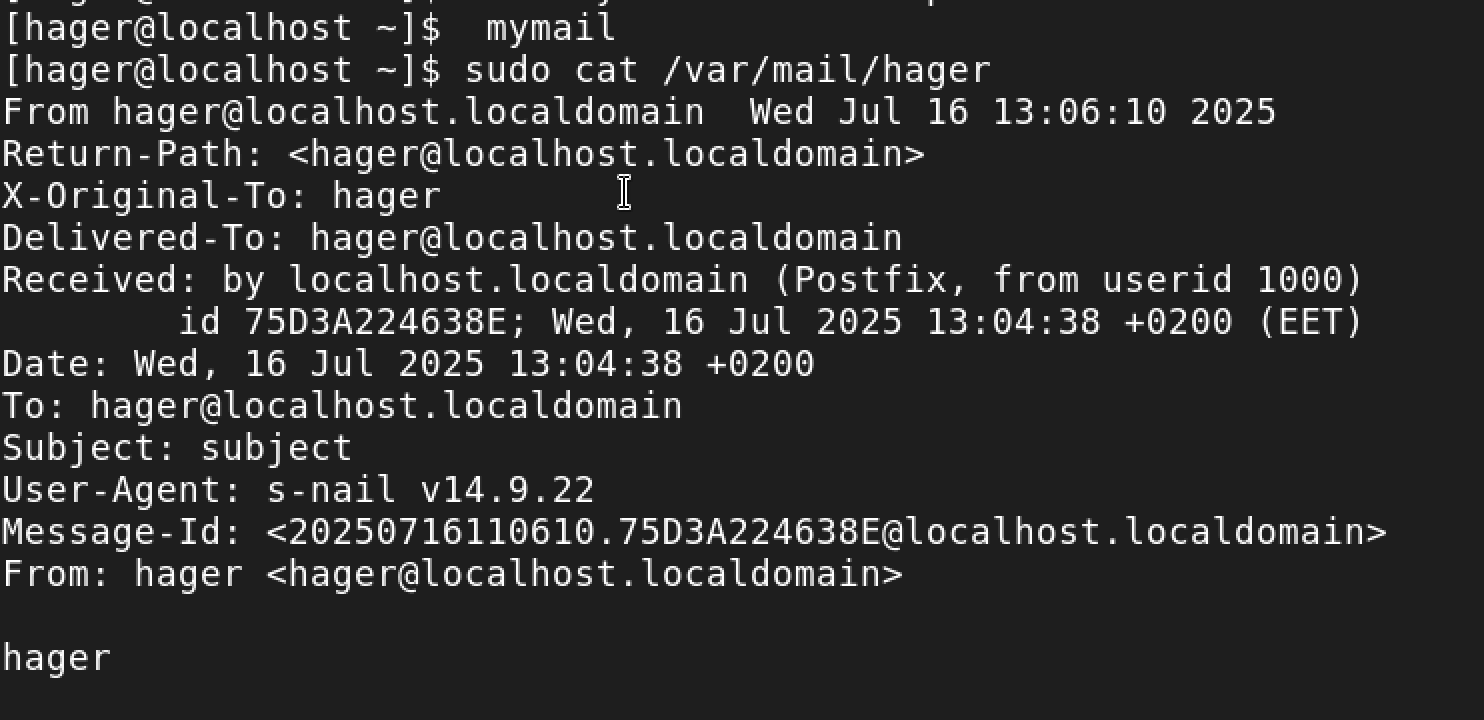 [hager@localhost ~]$  mymail
[hager@localhost ~]$ sudo cat /var/mail/hager
From hager@localhost.localdomain  Wed Jul 16 13:06:10 2025
Return-Path: <hager@localhost.localdomain>
X-Original-To: hager
Delivered-To: hager@localhost.localdomain
Received: by localhost.localdomain (Postfix, from userid 1000)
        id 75D3A224638E; Wed, 16 Jul 2025 13:04:38 +0200 (EET)
Date: Wed, 16 Jul 2025 13:04:38 +0200
To: hager@localhost.localdomain
Subject: subject
User-Agent: s-nail v14.9.22
Message-Id: <20250716110610.75D3A224638E@localhost.localdomain>
From: hager <hager@localhost.localdomain>

hager